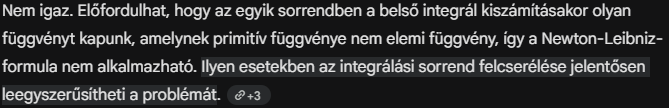 Nem igaz. Előfordulhat, hogy az egyik sorrendben a belső integrál kiszámításakor olyan
függvényt kapunk, amelynek primitív függvénye nem elemi függvény, így a Newton-Leibniz-
formula nem alkalmazható. Ilyen esetekben az integrálási sorrend felcserélése jelentősen
leegyszerűsítheti a problémát. +3